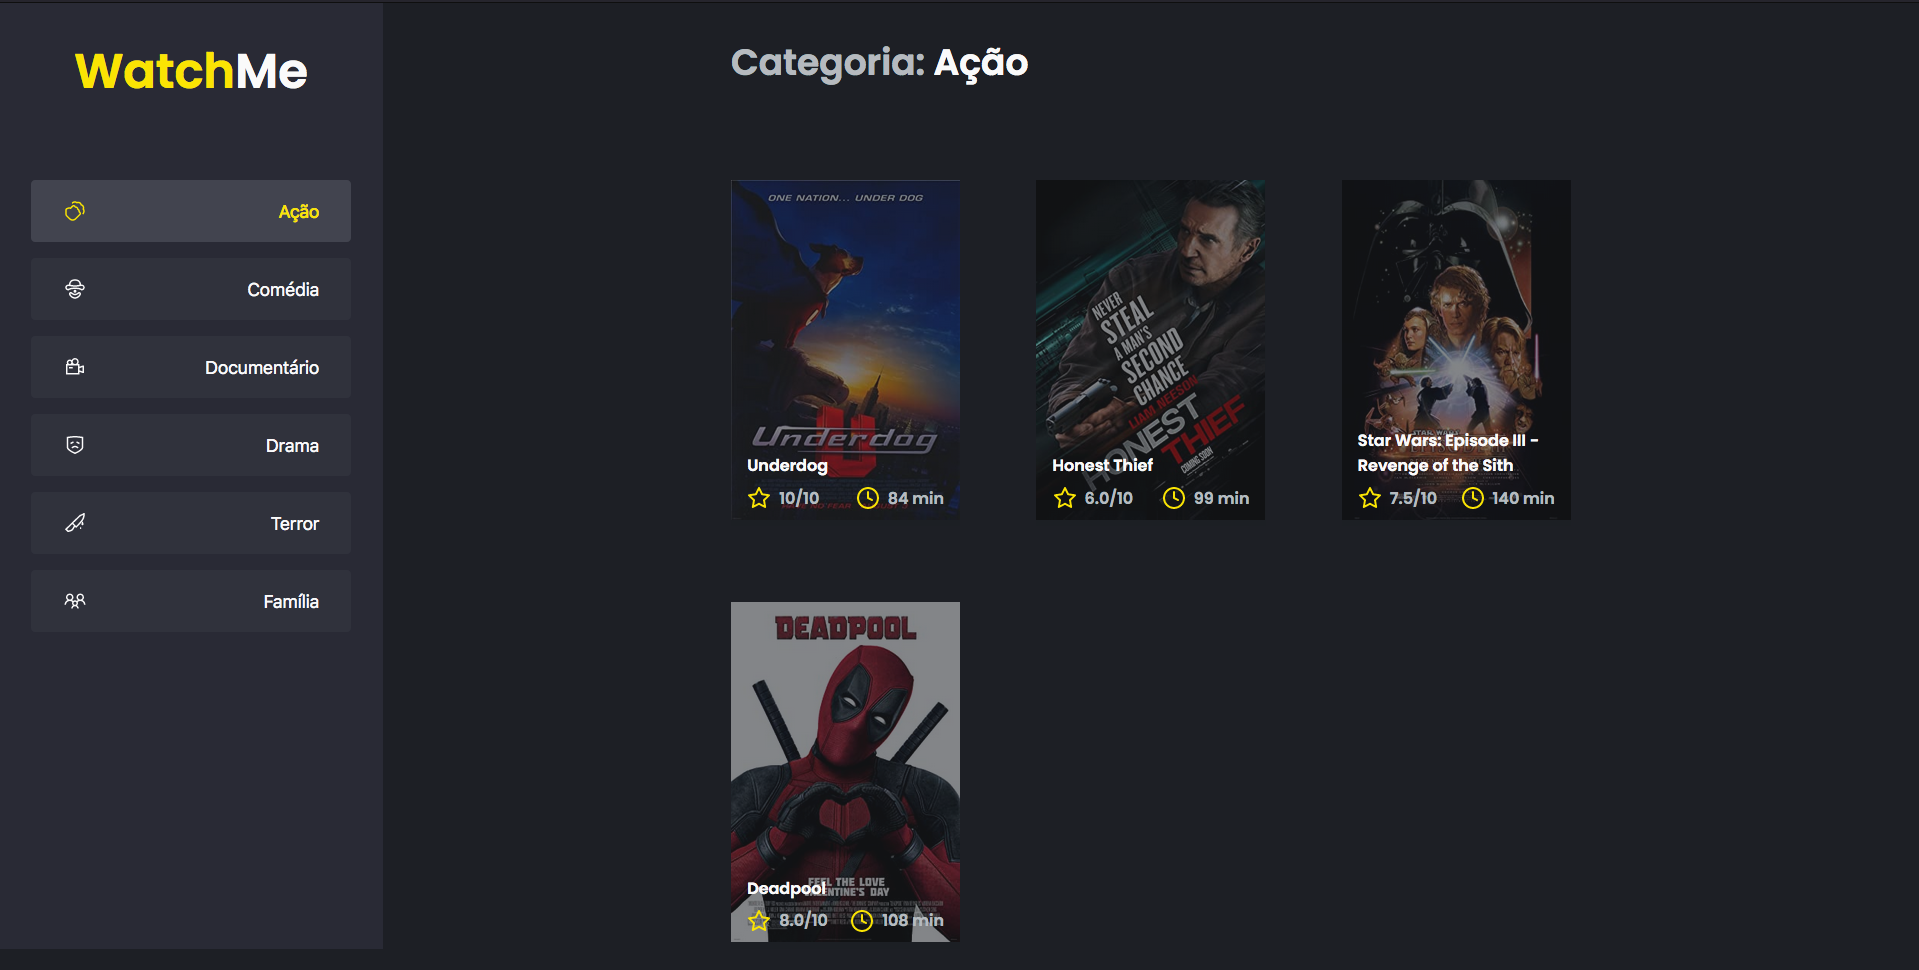 WatchMe
Ação
Comédia
Documentário
Drama
Terror
Família
Categoria: Ação
ONE NATION... UNDER DOG
Underdog
Underdog
10/10
84 min
NEVER
STEAL
A MAN'S
SECOND
CHANCE
LIAM NEESON
HONEST
THIEF
COMING SOON
Honest Thief
6.0/10
99 min
Star Wars: Episode III -
Revenge of the Sith
7.5/10
140 min
DEADPOOL
FEEL THE LOVE
Deadpool
8.0/10
108 min